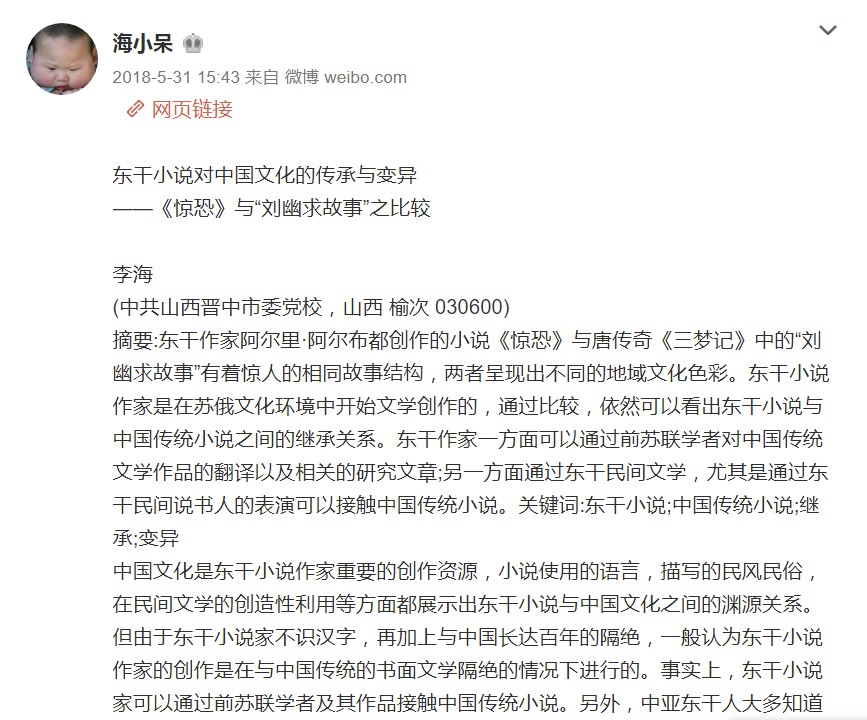 海小呆
2018-5-31 15:43 来自 微博 weibo.com
网页链接
东干小说对中国文化的传承与变异
——《惊恐》与“刘幽求故事”之比较
李海
(中共山西晋中市委党校，山西 榆次 030600)
摘要:东干作家阿尔里·阿尔布都创作的小说《惊恐》与唐传奇《三梦记》中的“刘
幽求故事”有着惊人的相同故事结构，两者呈现出不同的地域文化色彩。东干小说
作家是在苏俄文化环境中开始文学创作的，通过比较，依然可以看出东干小说与
中国传统小说之间的继承关系。东干作家一方面可以通过前苏联学者对中国传统
文学作品的翻译以及相关的研究文章;另一方面通过东干民间文学，尤其是通过东
干民间说书人的表演可以接触中国传统小说。关键词:东干小说;中国传统小说;继
承;变异
中国文化是东干小说作家重要的创作资源，小说使用的语言，描写的民风民俗，
在民间文学的创造性利用等方面都展示出东干小说与中国文化之间的渊源关系。
但由于东干小说家不识汉字，再加上与中国长达百年的隔绝，一般认为东干小说
作家的创作是在与中国传统的书面文学隔绝的情况下进行的。事实上，东干小说
家可以通过前苏联学者及其作品接触中国传统小说。另外，中亚东干人大多知道